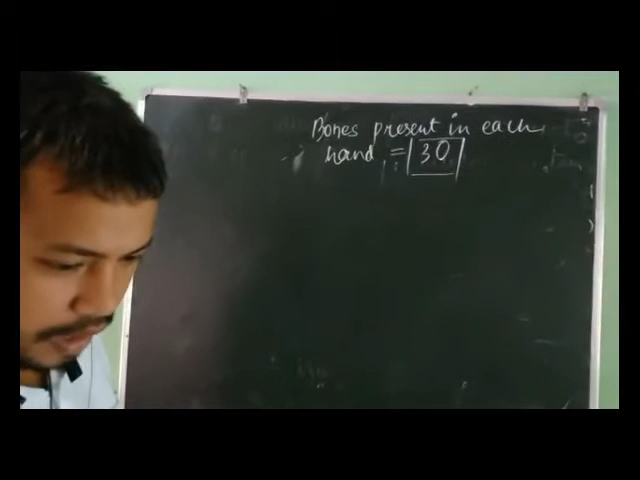 Bones present in each
hand = 30